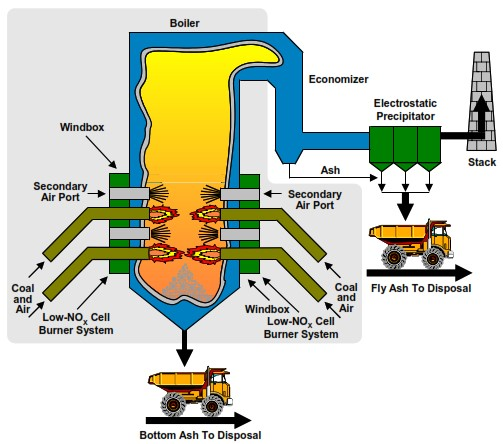 Boiler
Economizer
Electrostatic
Precipitator
Stack
Windbox
Ash
Secondary
Air Port
Secondary
Air Port
Coal
and
Air
Low-NOX Cell
Burner System
Windbox
Low-NOX Cell
Burner System
Coal
and
Air
Fly Ash To Disposal
Bottom Ash To Disposal